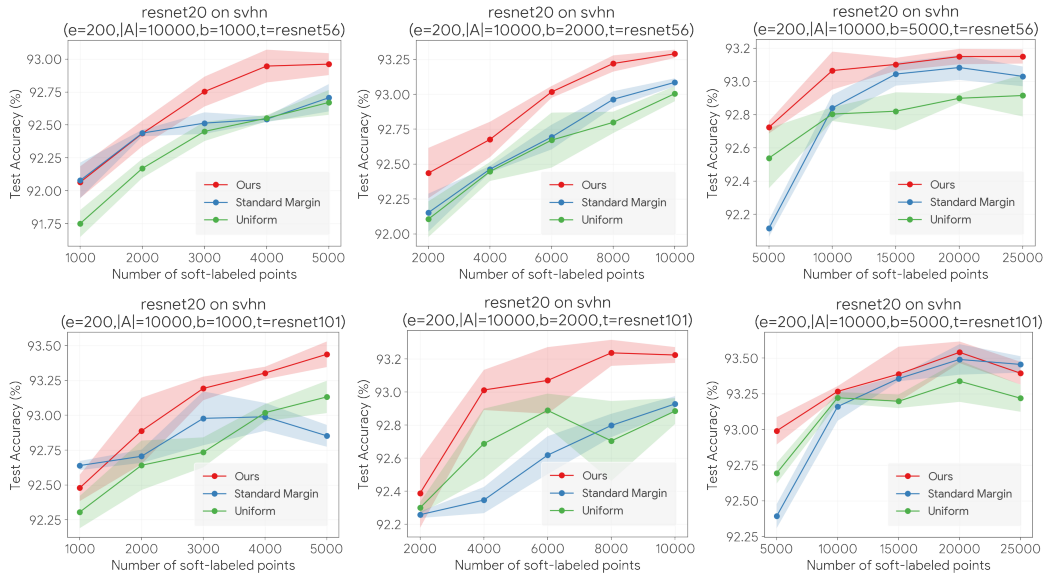 resnet20 on svhn
(e=200,|A|=10000,b=1000,t=resnet56)
93.00
92.75
92.50
92.25
92.00
91.75
Test Accuracy (%)
Ours
Standard Margin
Uniform
1000 2000 3000 4000 5000
Number of soft-labeled points
resnet20 on svhn
(e=200,|A|=10000,b=2000,t=resnet56)
93.25
93.00
92.75
92.50
92.25
92.00
Test Accuracy (%)
Ours
Standard Margin
Uniform
2000 4000 6000 8000 10000
Number of soft-labeled points
resnet20 on svhn
(e=200,|A|=10000,b=5000,t=resnet56)
93.2
93.0
92.8
92.6
92.4
92.2
Test Accuracy (%)
Ours
Standard Margin
Uniform
5000 10000 15000 20000 25000
Number of soft-labeled points
resnet20 on svhn
(e=200,|A|=10000,b=1000,t=resnet101)
93.50
93.25
93.00
92.75
92.50
92.25
Test Accuracy (%)
Ours
Standard Margin
Uniform
1000 2000 3000 4000 5000
Number of soft-labeled points
resnet20 on svhn
(e=200,|A|=10000,b=2000,t=resnet101)
93.2
93.0
92.8
92.6
92.4
92.2
Test Accuracy (%)
Ours
Standard Margin
Uniform
2000 4000 6000 8000 10000
Number of soft-labeled points
resnet20 on svhn
(e=200,|A|=10000,b=5000,t=resnet101)
93.50
93.25
93.00
92.75
92.50
92.25
Test Accuracy (%)
Ours
Standard Margin
Uniform
5000 10000 15000 20000 25000
Number of soft-labeled points